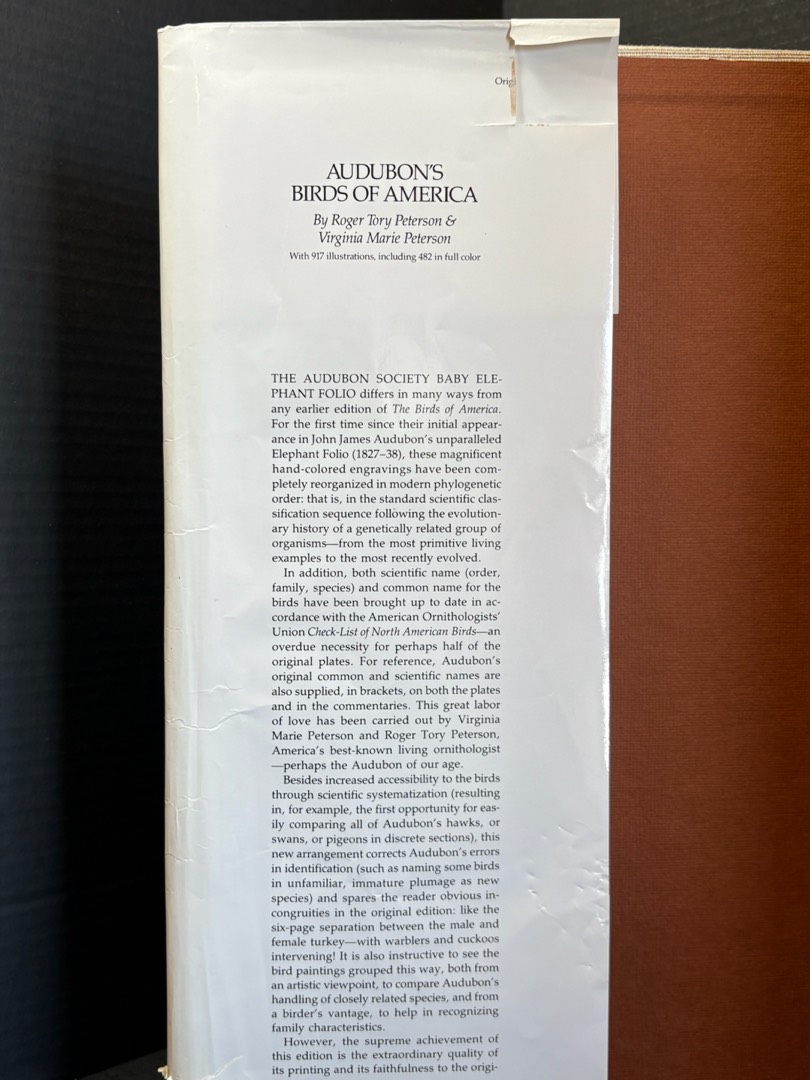 AUDUBON'S
BIRDS OF AMERICA
By Roger Tory Peterson &
Virginia Marie Peterson
With 917 illustrations, including 482 in full color
THE AUDUBON SOCIETY BABY ELE-
PHANT FOLIO differs in many ways from
any earlier edition of The Birds of America.
For the first time since their initial appear-
ance in John James Audubon's unparalleled
Elephant Folio (1827–38), these magnificent
hand-colored engravings have been com-
pletely reorganized in modern phylogenetic
order: that is, in the standard scientific clas-
sification sequence following the evolution-
ary history of a genetically related group of
organisms—from the most primitive living
examples to the most recently evolved.
In addition, both scientific name (order,
family, species) and common name for the
birds have been brought up to date in ac-
cordance with the American Ornithologists'
Union Check-List of North American Birds—an
overdue necessity for perhaps half of the
original plates. For reference, Audubon's
original common and scientific names are
also supplied, in brackets, on both the plates
and in the commentaries. This great labor
of love has been carried out by Virginia
Marie Peterson and Roger Tory Peterson,
America's best-known living ornithologist
—perhaps the Audubon of our age.
Besides increased accessibility to the birds
through scientific systematization (resulting
in, for example, the first opportunity for eas-
ily comparing all of Audubon's hawks, or
swans, or pigeons in discrete sections), this
new arrangement corrects Audubon's errors
in identification (such as naming some birds
in unfamiliar, immature plumage as new
species) and spares the reader obvious in-
congruities in the original edition: like the
six-page separation between the male and
female turkey—with warblers and cuckoos
intervening! It is also instructive to see the
bird paintings grouped this way, both from
an artistic viewpoint, to compare Audubon's
handling of closely related species, and from
a birder's vantage, to help in recognizing
family characteristics.
However, the supreme achievement of
this edition is the extraordinary quality of
its printing and its faithfulness to the origi-